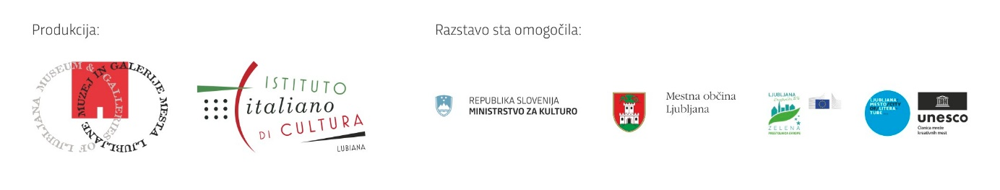 Produkcija:
Razstavo sta omogočila:
MUZEJ IN GALERIJE MESTA LJUBLJANE
MUSEUM & GALLERIES OF LJUBLJANA
ISTITUTO
italiano
DI CULTURA
LUBIANA
REPUBLIKA SLOVENIJA
MINISTRSTVO ZA KULTURO
Mestna občina
Ljubljana
LJUBLJANA
ZELENA
PRESTOLNICA EVROPE
LJUBLJANA
MESTO CITY
OF LITERA
TURE
unesco
Članica mreže
kreativnih mest